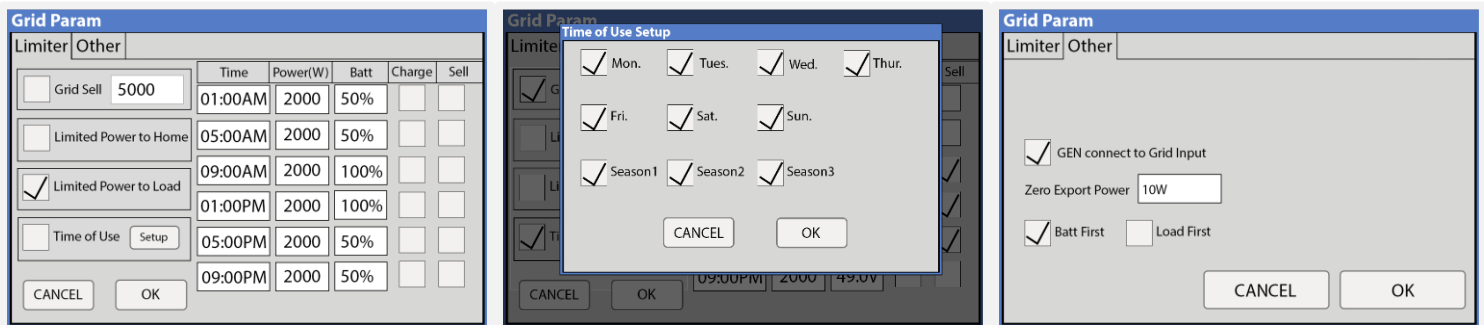 Grid Param
Limiter Other
Time Power(W) Batt Charge Sell
Grid Sell 5000
01:00AM 2000 50%
Limited Power to Home
05:00AM 2000 50%
09:00AM 2000 100%
Limited Power to Load
01:00PM 2000 100%
Time of Use Setup
05:00PM 2000 50%
09:00PM 2000 50%
CANCEL OK
Grid Param
Time of Use Setup
Limite
Sell
Mon. Tues. Wed. Thur.
G
Fri. Sat. Sun.
Li
Season1 Season2 Season3
Li
Ti
CANCEL OK
09:00PM 2000 49.0V
CANCEL OK
Grid Param
Limiter Other
GEN connect to Grid Input
Zero Export Power 10W
Batt First Load First
CANCEL OK